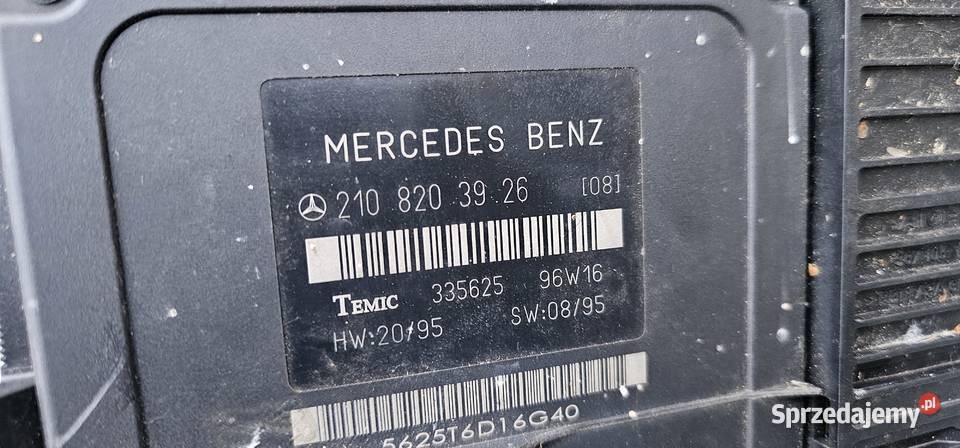 MERCEDES BENZ
210 820 39 26 [08]
TEMIC 335625 96W16
HW:20/95 SW:08/95
5625T6D16G40
Sprzedajemy.pl